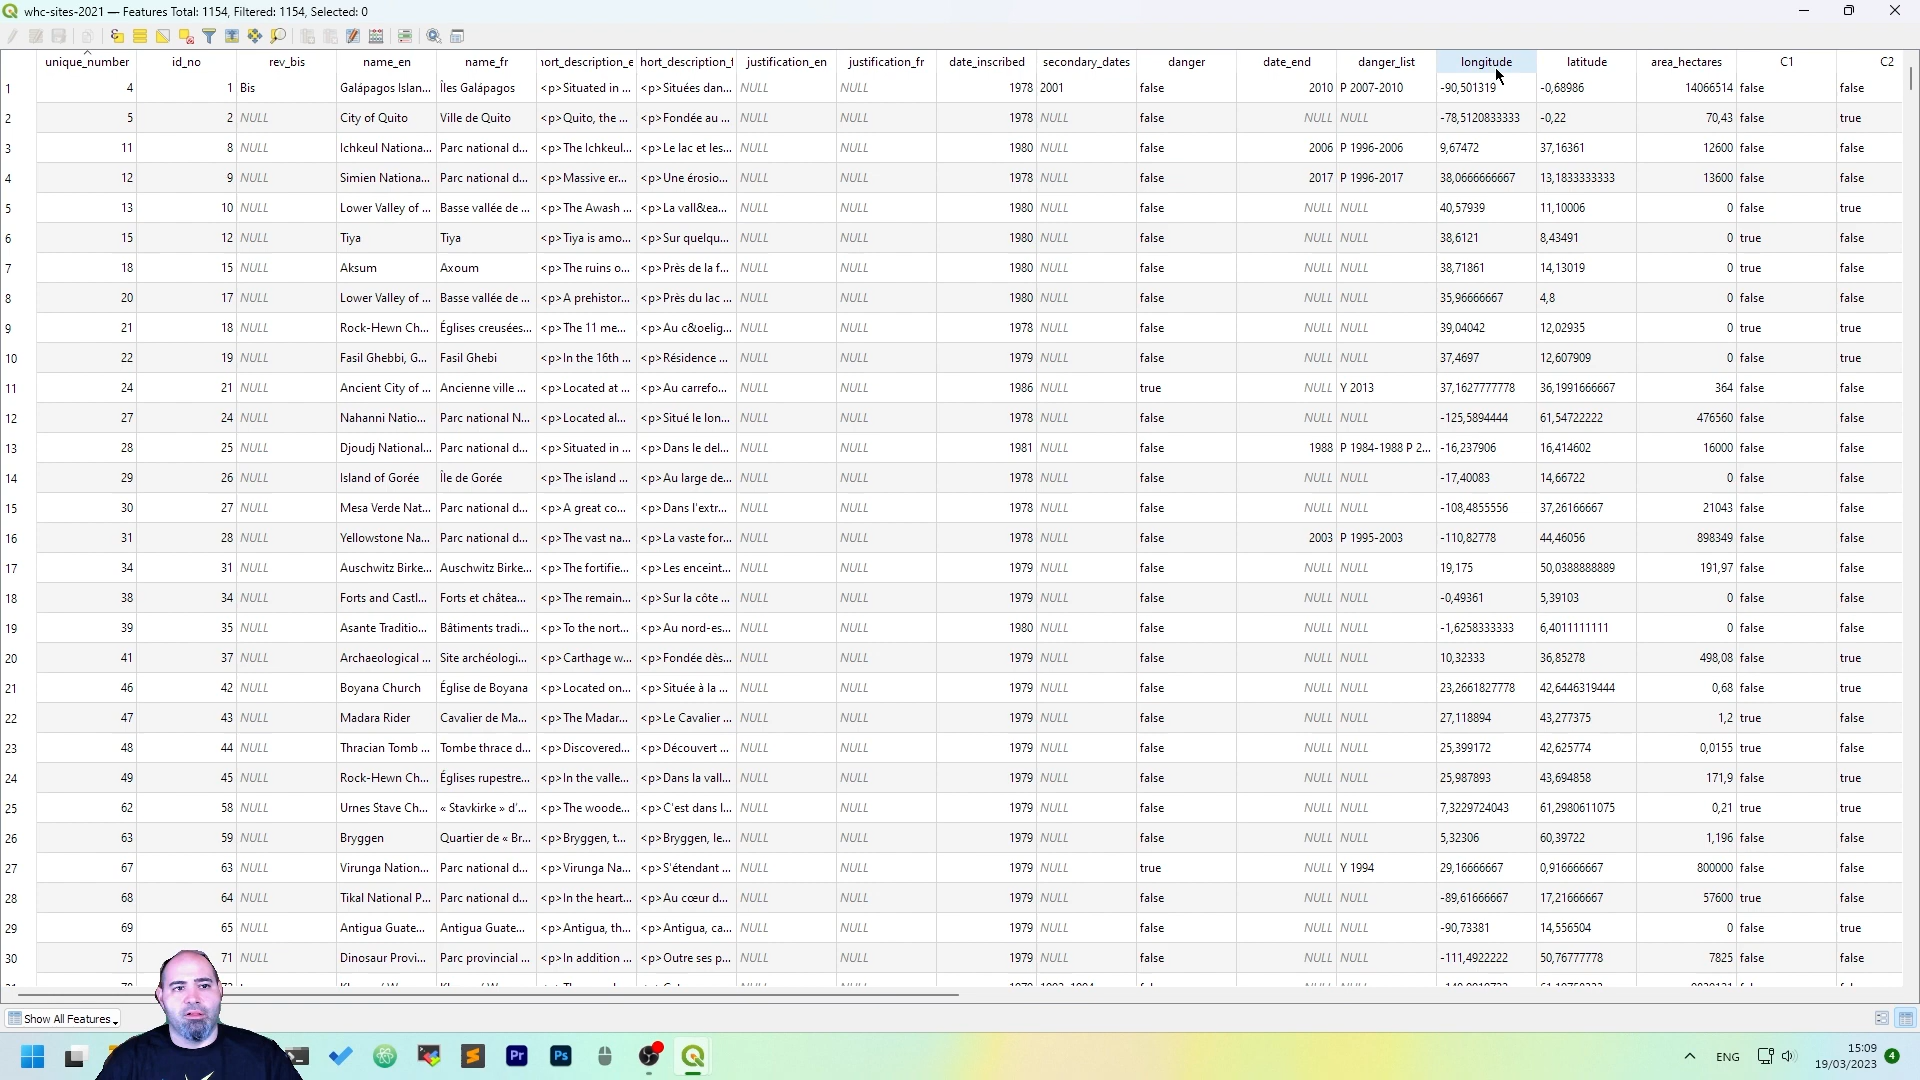 whc-sites-2021 — Features Total: 1154, Filtered: 1154, Selected: 0
unique_number id_no rev_bis name_en name_fr hort_description_e hort_description_f justification_en justification_fr date_inscribed secondary_dates danger date_end danger_list longitude latitude area_hectares C1 C2
1 4 1 Bis Galápagos Islan... Îles Galápagos <p>Situated in ... <p>Situées dan... NULL NULL 1978 2001 false 2010 P 2007-2010 -90,501319 -0,68986 14066514 false false
2 5 2 NULL City of Quito Ville de Quito <p>Quito, the ... <p>Fondée au ... NULL NULL 1978 NULL false NULL NULL -78,5120833333 -0,22 70,43 false true
3 11 8 NULL Ichkeul Nationa... Parc national d... <p>The Ichkeul... <p>Le lac et les... NULL NULL 1980 NULL false 2006 P 1996-2006 9,67472 37,16361 12600 false false
4 12 9 NULL Simien Nationa... Parc national d... <p>Massive er... <p>Une érosio... NULL NULL 1978 NULL false 2017 P 1996-2017 38,0666666667 13,1833333333 13600 false false
5 13 10 NULL Lower Valley of ... Basse vallée de ... <p>The Awash ... <p>La vall&ea... NULL NULL 1980 NULL false NULL NULL 40,57939 11,10006 0 false true
6 15 12 NULL Tiya Tiya <p>Tiya is amo... <p>Sur quelqu... NULL NULL 1980 NULL false NULL NULL 38,6121 8,43491 0 true false
7 18 15 NULL Aksum Axoum <p>The ruins o... <p>Près de la f... NULL NULL 1980 NULL false NULL NULL 38,71861 14,13019 0 true false
8 20 17 NULL Lower Valley of ... Basse vallée de ... <p>A prehistor... <p>Près du lac ... NULL NULL 1980 NULL false NULL NULL 35,96666667 4,8 0 false false
9 21 18 NULL Rock-Hewn Ch... Églises creusées... <p>The 11 me... <p>Au c&oelig... NULL NULL 1978 NULL false NULL NULL 39,04042 12,02935 0 true true
10 22 19 NULL Fasil Ghebbi, G... Fasil Ghebi <p>In the 16th ... <p>Résidence ... NULL NULL 1979 NULL false NULL NULL 37,4697 12,607909 0 false true
11 24 21 NULL Ancient City of ... Ancienne ville ... <p>Located at ... <p>Au carrefo... NULL NULL 1986 NULL true NULL Y 2013 37,1627777778 36,1991666667 364 false false
12 27 24 NULL Nahanni Natio... Parc national N... <p>Located al... <p>Situé le lon... NULL NULL 1978 NULL false NULL NULL -125,5894444 61,54722222 476560 false false
13 28 25 NULL Djoudj National... Parc national d... <p>Situated in ... <p>Dans le del... NULL NULL 1981 NULL false 1988 P 1984-1988 P 2... -16,237906 16,414602 16000 false false
14 29 26 NULL Island of Gorée Île de Gorée <p>The island ... <p>Au large de... NULL NULL 1978 NULL false NULL NULL -17,40083 14,66722 0 false false
15 30 27 NULL Mesa Verde Nat... Parc national d... <p>A great co... <p>Dans l'extr... NULL NULL 1978 NULL false NULL NULL -108,4855556 37,26166667 21043 false false
16 31 28 NULL Yellowstone Na... Parc national d... <p>The vast na... <p>La vaste for... NULL NULL 1978 NULL false 2003 P 1995-2003 -110,82778 44,46056 898349 false false
17 34 31 NULL Auschwitz Birke... Auschwitz Birke... <p>The fortifie... <p>Les enceint... NULL NULL 1979 NULL false NULL NULL 19,175 50,0388888889 191,97 false false
18 38 34 NULL Forts and Castl... Forts et châtea... <p>The remain... <p>Sur la côte ... NULL NULL 1979 NULL false NULL NULL -0,49361 5,39103 0 false false
19 39 35 NULL Asante Traditio... Bâtiments tradi... <p>To the nort... <p>Au nord-es... NULL NULL 1980 NULL false NULL NULL -1,6258333333 6,4011111111 0 false false
20 41 37 NULL Archaeological ... Site archéologi... <p>Carthage w... <p>Fondée dès... NULL NULL 1979 NULL false NULL NULL 10,32333 36,85278 498,08 false true
21 46 42 NULL Boyana Church Église de Boyana <p>Located on... <p>Située à la ... NULL NULL 1979 NULL false NULL NULL 23,2661827778 42,6446319444 0,68 false true
22 47 43 NULL Madara Rider Cavalier de Ma... <p>The Madar... <p>Le Cavalier ... NULL NULL 1979 NULL false NULL NULL 27,118894 43,277375 1,2 true false
23 48 44 NULL Thracian Tomb ... Tombe thrace d... <p>Discovered... <p>Découvert ... NULL NULL 1979 NULL false NULL NULL 25,399172 42,625774 0,0155 true false
24 49 45 NULL Rock-Hewn Ch... Églises rupestre... <p>In the valle... <p>Dans la vall... NULL NULL 1979 NULL false NULL NULL 25,987893 43,694858 171,9 false true
25 62 58 NULL Urnes Stave Ch... « Stavkirke » d'... <p>The woode... <p>C'est dans l... NULL NULL 1979 NULL false NULL NULL 7,3229724043 61,2980611075 0,21 true true
26 63 59 NULL Bryggen Quartier de « Br... <p>Bryggen, t... <p>Bryggen, le... NULL NULL 1979 NULL false NULL NULL 5,32306 60,39722 1,196 false false
27 67 63 NULL Virunga Nation... Parc national d... <p>Virunga Na... <p>S'étendant ... NULL NULL 1979 NULL true NULL Y 1994 29,16666667 0,916666667 800000 false false
28 68 64 NULL Tikal National P... Parc national d... <p>In the heart... <p>Au cœur d... NULL NULL 1979 NULL false NULL NULL -89,61666667 17,21666667 57600 true false
29 69 65 NULL Antigua Guate... Antigua Guate... <p>Antigua, th... <p>Antigua, ca... NULL NULL 1979 NULL false NULL NULL -90,73381 14,556504 0 false true
30 75 71 NULL Dinosaur Provi... Parc provincial ... <p>In addition ... <p>Outre ses p... NULL NULL 1979 NULL false NULL NULL -111,4922222 50,76777778 7825 false false
Show All Features
Pr Ps ENG 15:09
19/03/2023 4